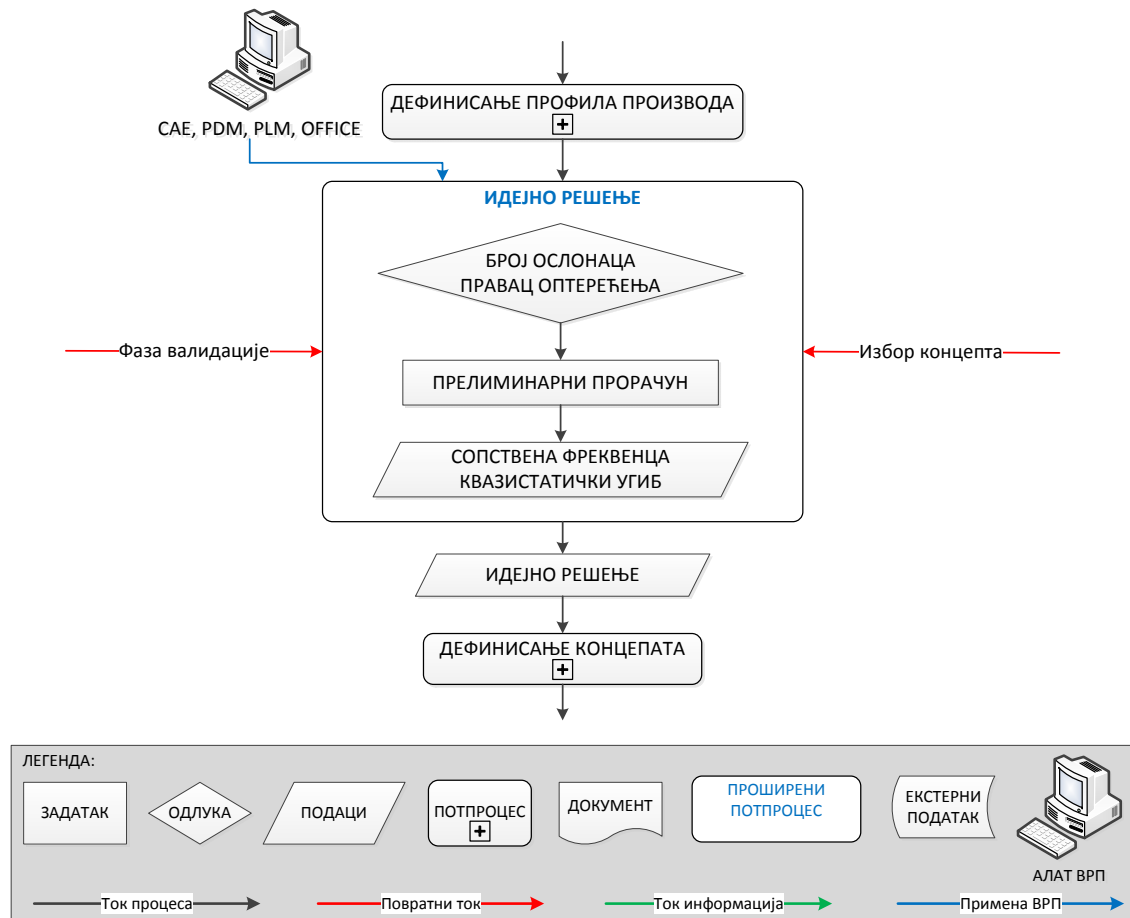 CAE, PDM, PLM, OFFICE
ДЕФИНИСАЊЕ ПРОФИЛА ПРОИЗВОДА
ИДЕЈНО РЕШЕЊЕ
БРОЈ ОСЛОНАЦА
ПРАВАЦ ОПТЕРЕЋЕЊА
Фаза валидације
Избор концепта
ПРЕЛИМИНАРНИ ПРОРАЧУН
СОПСТВЕНА ФРЕКВЕНЦА
КВАЗИСТАТИЧКИ УГИБ
ИДЕЈНО РЕШЕЊЕ
ДЕФИНИСАЊЕ КОНЦЕПАТА
ЛЕГЕНДА:
ЗАДАТАК
ОДЛУКА
ПОДАЦИ
ПОТПРОЦЕС
ДОКУМЕНТ
ПРОШИРЕНИ
ПОТПРОЦЕС
ЕКСТЕРНИ
ПОДАТАК
АЛАТ ВРП
Ток процеса
Повратни ток
Ток информација
Примена ВРП